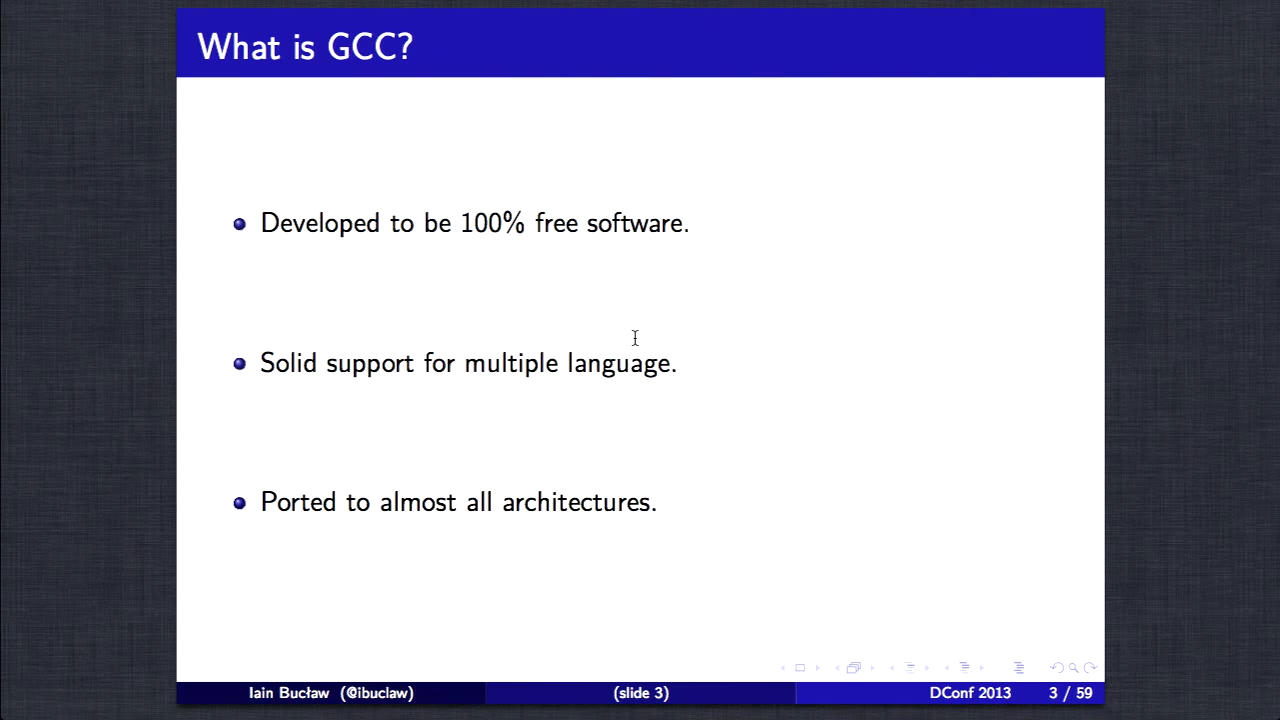 What is GCC?
Developed to be 100% free software.
Solid support for multiple language.
Ported to almost all architectures.
Iain Bucław (@ibuclaw) (slide 3) DConf 2013 3 / 59